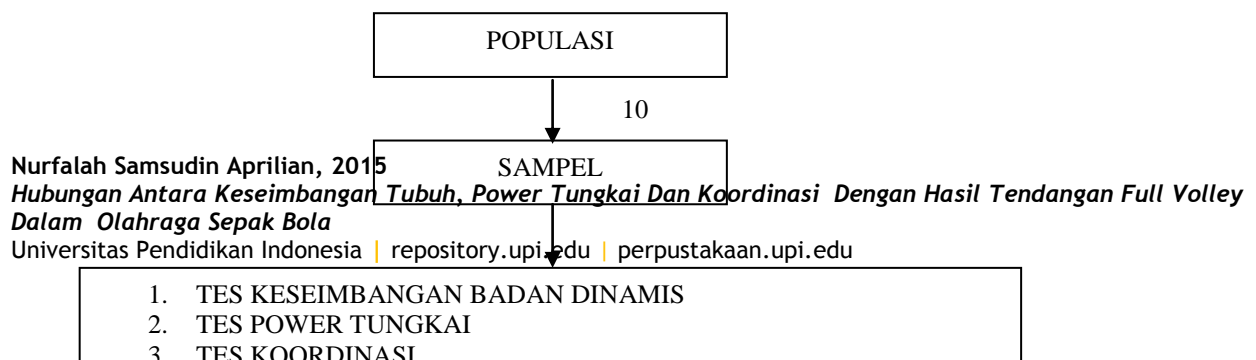 POPULASI
10
SAMPEL
Nurfalah Samsudin Aprilian, 2015
Hubungan Antara Keseimbangan Tubuh, Power Tungkai Dan Koordinasi Dengan Hasil Tendangan Full Volley
Dalam Olahraga Sepak Bola
Universitas Pendidikan Indonesia | repository.upi.edu | perpustakaan.upi.edu
1. TES KESEIMBANGAN BADAN DINAMIS
2. TES POWER TUNGKAI
3. TES KOORDINASI